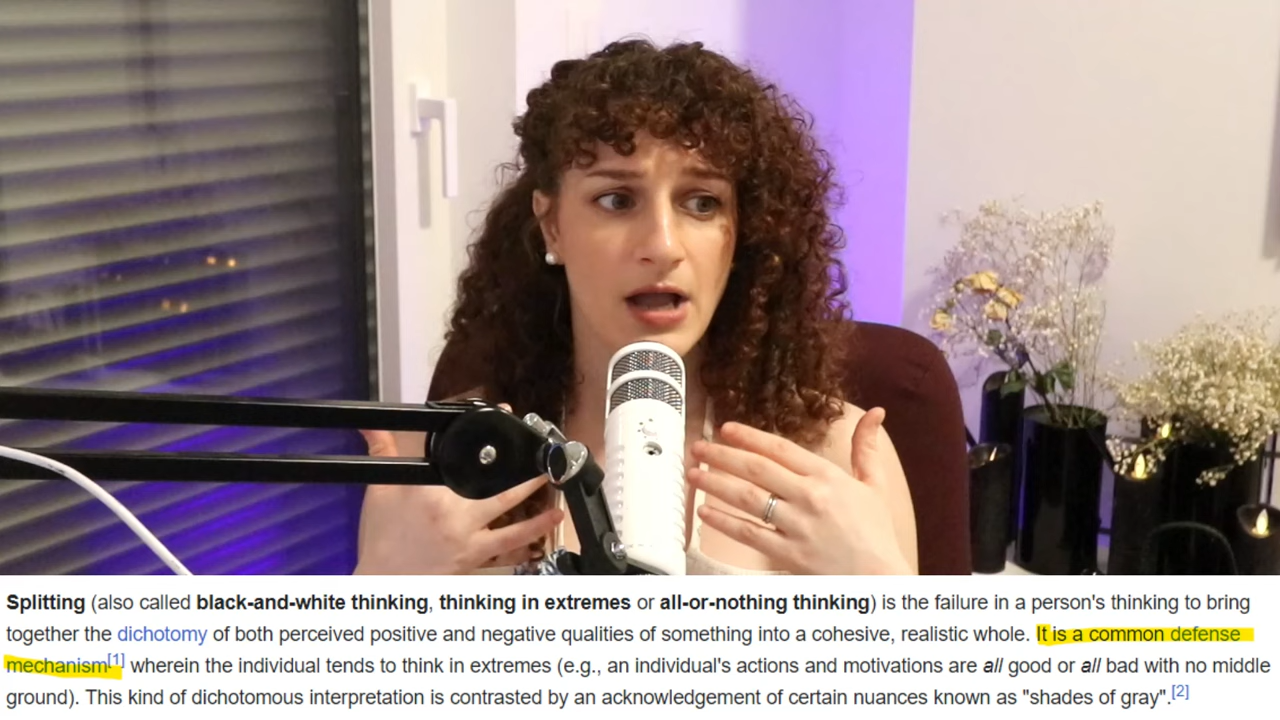 Splitting (also called black-and-white thinking, thinking in extremes or all-or-nothing thinking) is the failure in a person's thinking to bring
together the dichotomy of both perceived positive and negative qualities of something into a cohesive, realistic whole. It is a common defense
mechanism[1] wherein the individual tends to think in extremes (e.g., an individual's actions and motivations are all good or all bad with no middle
ground). This kind of dichotomous interpretation is contrasted by an acknowledgement of certain nuances known as "shades of gray".[2]